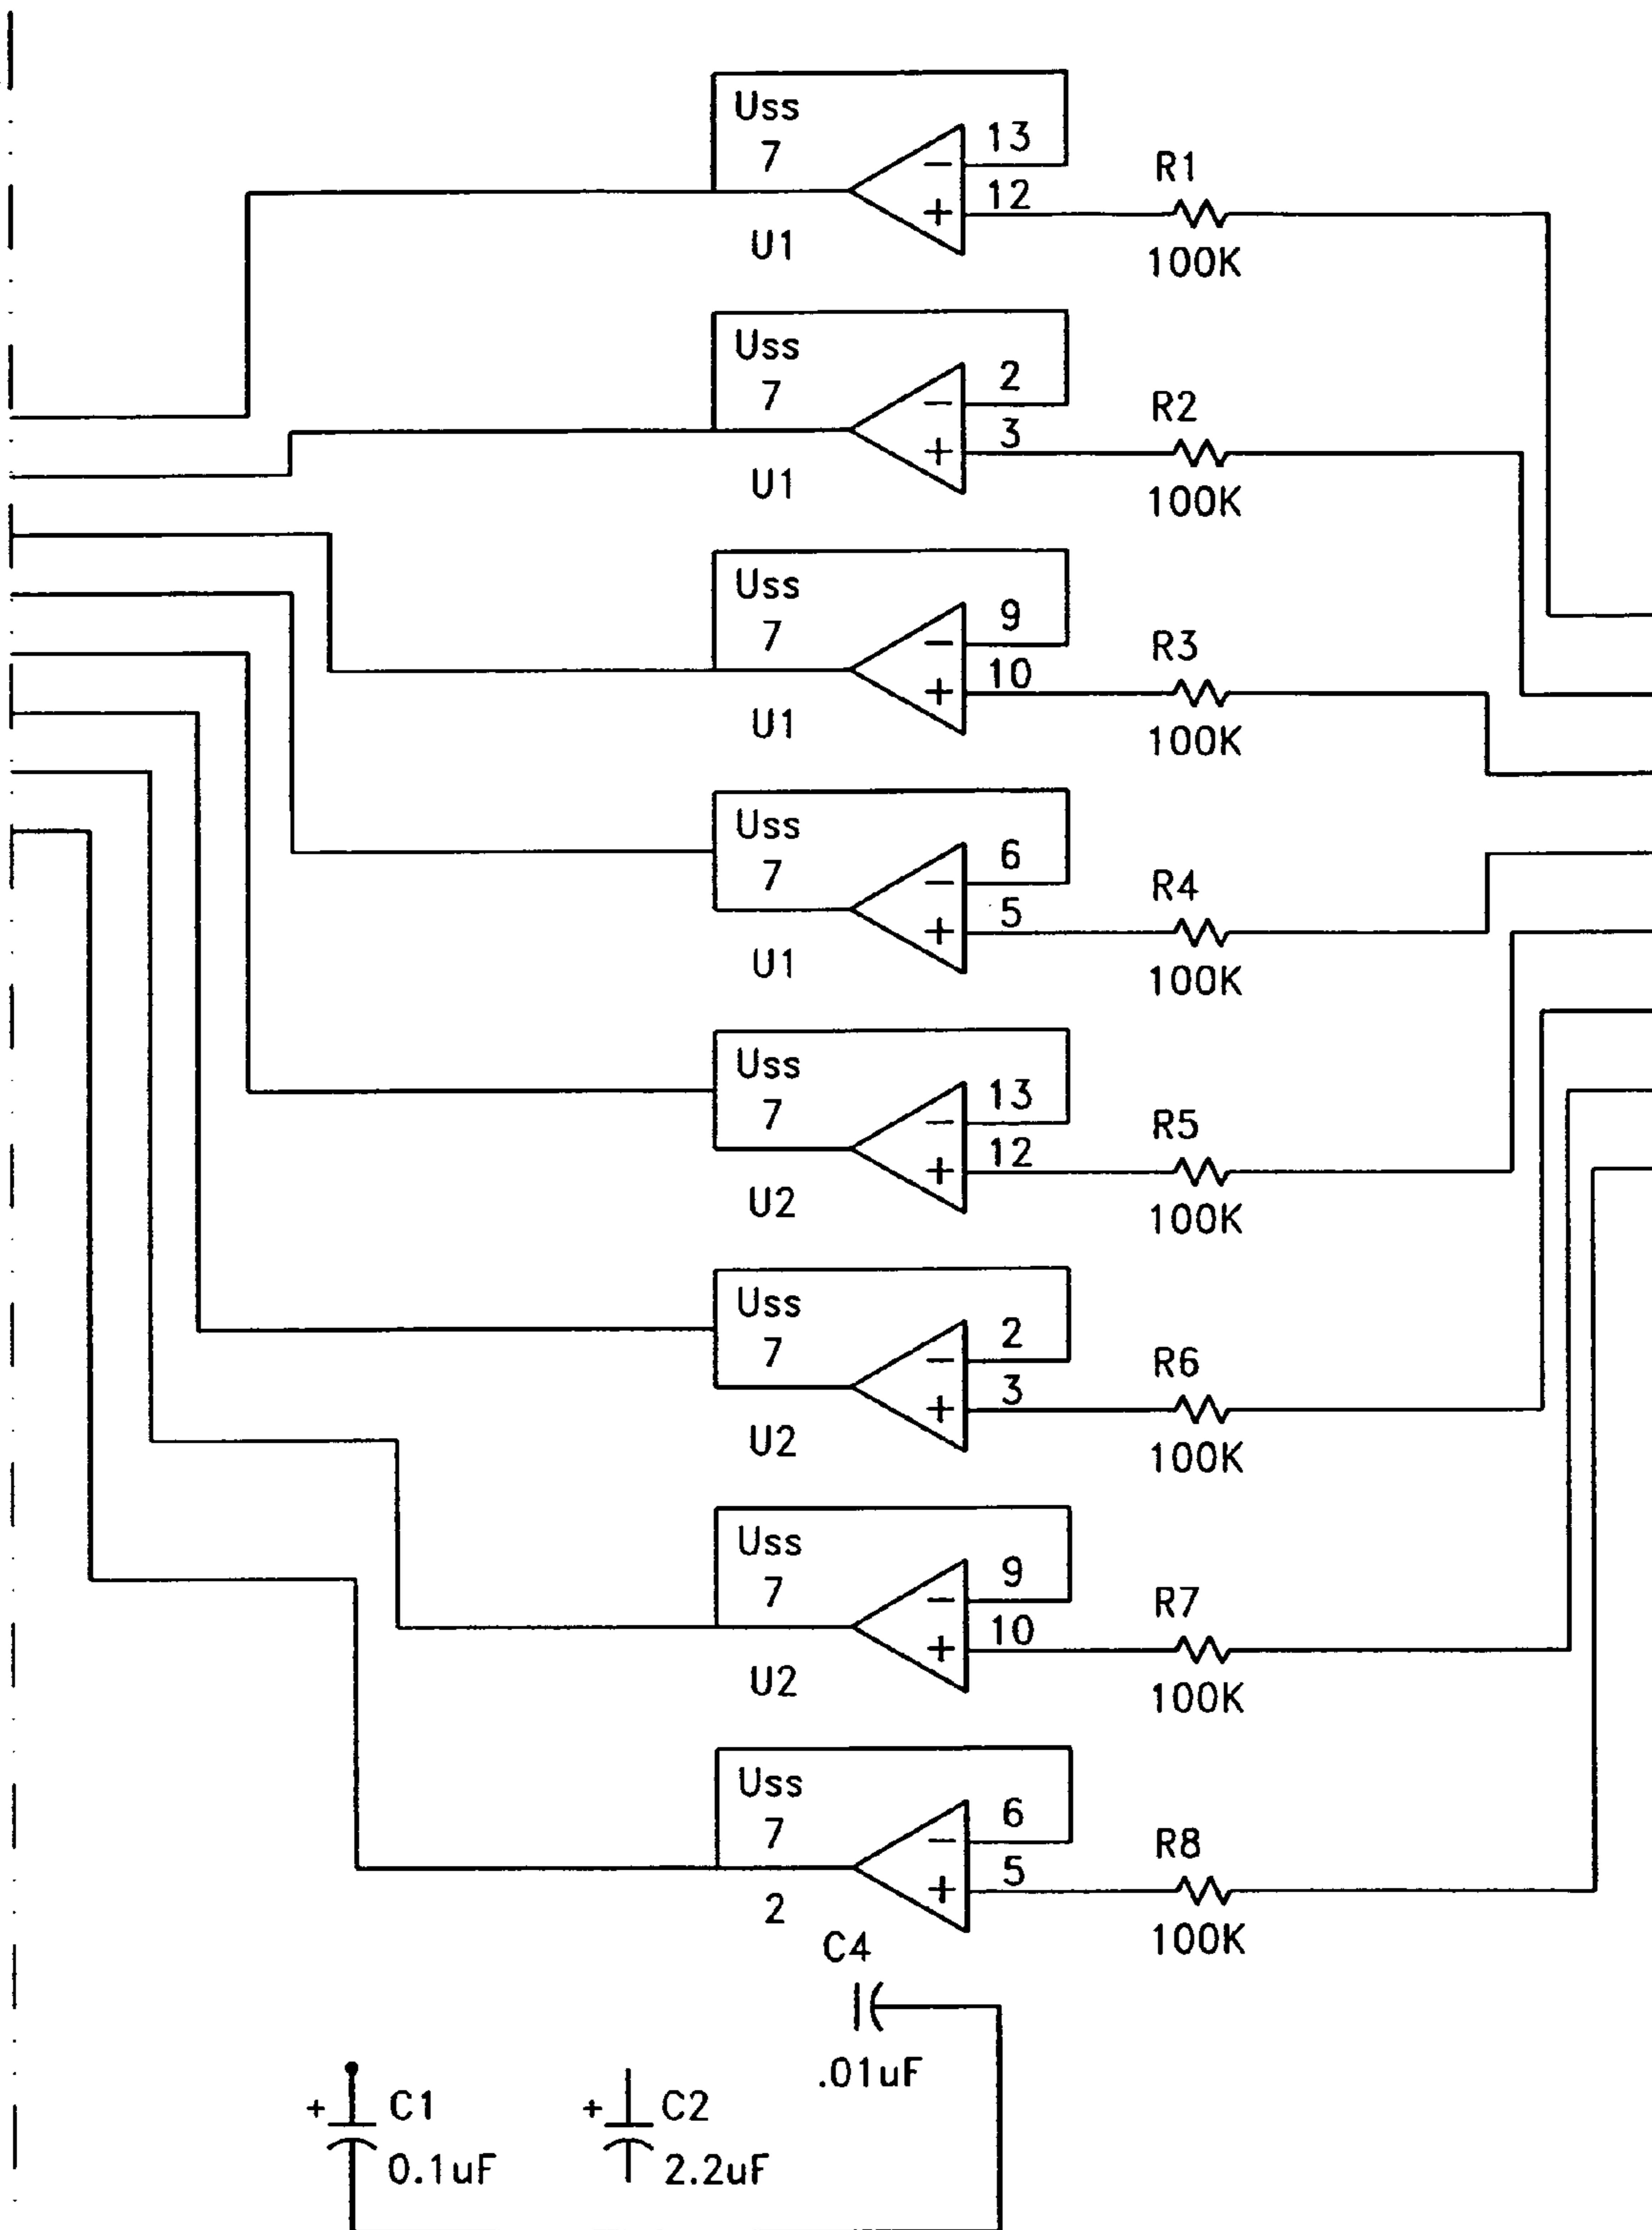 Uss
7
13
-
12
+
U1
R1
100K
Uss
7
2
-
3
+
U1
R2
100K
Uss
7
9
-
10
+
U1
R3
100K
Uss
7
6
-
5
+
U1
R4
100K
Uss
7
13
-
12
+
U2
R5
100K
Uss
7
2
-
3
+
U2
R6
100K
Uss
7
9
-
10
+
U2
R7
100K
Uss
7
6
-
5
+
2
R8
100K
C4
.01uF
+
C1
0.1uF
+
C2
2.2uF